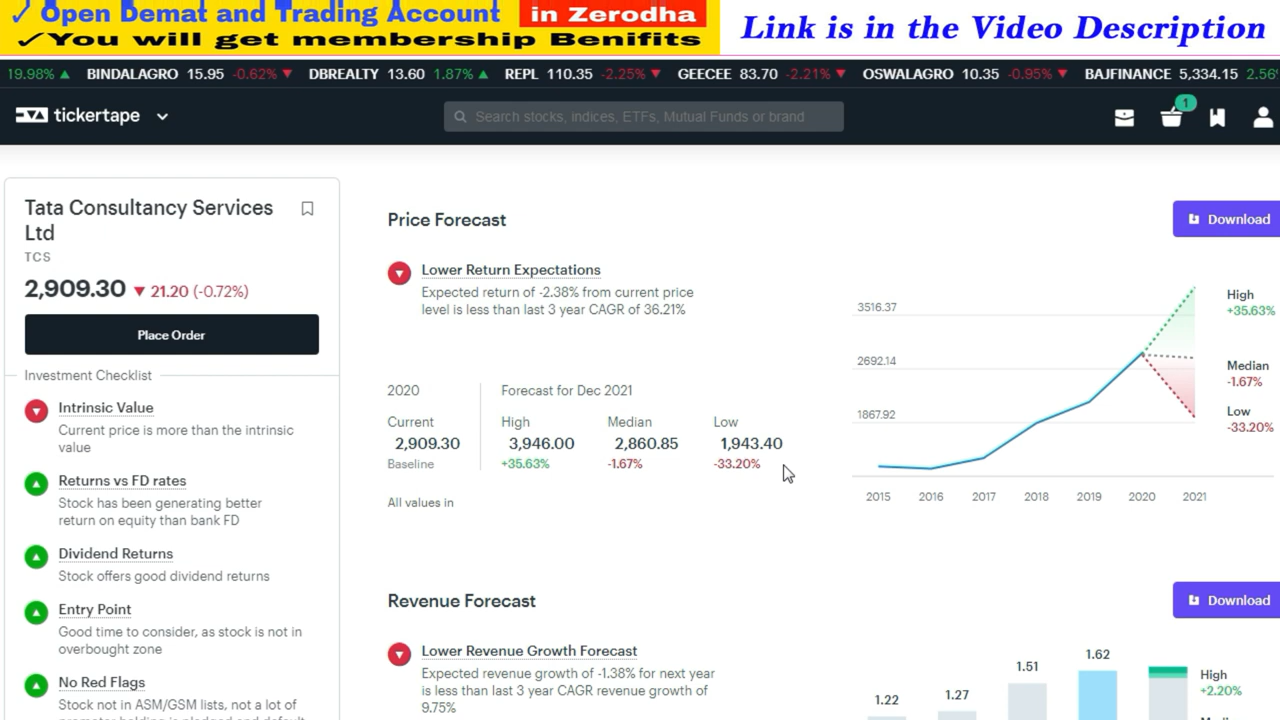 ✓ Open Demat and Trading Account in Zerodha
✓You will get membership Benifits
Link is in the Video Description
19.98% ▲ BINDALAGRO 15.95 -0.62% ▼ DBREALTY 13.60 1.87% ▲ REPL 110.35 -2.25% ▼ GEECEE 83.70 -2.21% ▼ OSWALAGRO 10.35 -0.95% ▼ BAJFINANCE 5,334.15 2.56
tickertape
Search stocks, indices, ETFs, Mutual Funds or brand
1
Tata Consultancy Services
Ltd
TCS
2,909.30 ▼ 21.20 (-0.72%)
Place Order
Investment Checklist
Intrinsic Value
Current price is more than the intrinsic
value
Returns vs FD rates
Stock has been generating better
return on equity than bank FD
Dividend Returns
Stock offers good dividend returns
Entry Point
Good time to consider, as stock is not in
overbought zone
No Red Flags
Stock not in ASM/GSM lists, not a lot of
promoter holding is pledged and default
Price Forecast
Download
Lower Return Expectations
Expected return of -2.38% from current price
level is less than last 3 year CAGR of 36.21%
2020
Forecast for Dec 2021
Current High Median Low
2,909.30 3,946.00 2,860.85 1,943.40
Baseline +35.63% -1.67% -33.20%
All values in
3516.37
2692.14
1867.92
2015 2016 2017 2018 2019 2020 2021
High
+35.63%
Median
-1.67%
Low
-33.20%
Revenue Forecast
Download
Lower Revenue Growth Forecast
Expected revenue growth of -1.38% for next year
is less than last 3 year CAGR revenue growth of
9.75%
1.22 1.27 1.51 1.62
High
+2.20%